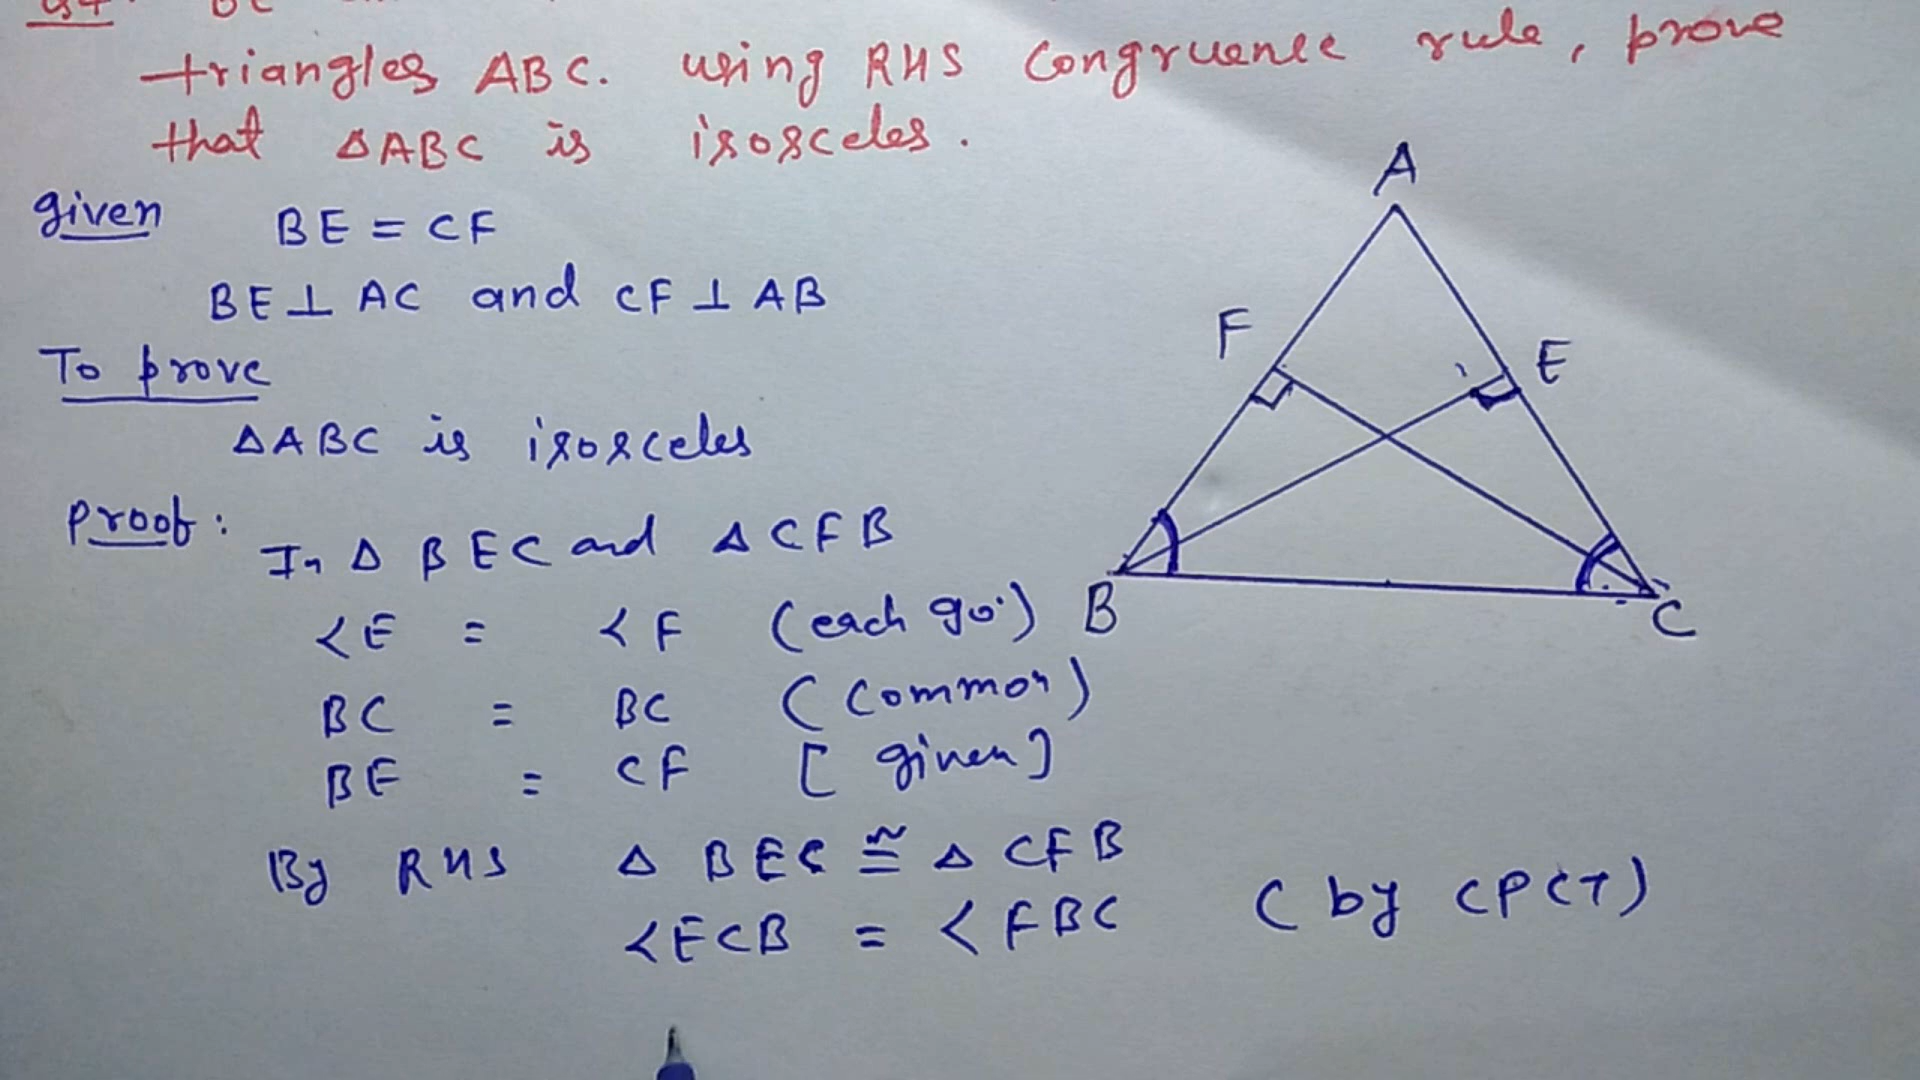 triangles ABC. using RHS Congruence rule, prove
that ΔABC is isosceles.
given BE = CF
BE ⊥ AC and CF ⊥ AB
To prove
ΔABC is isosceles
Proof:
In Δ BEC and Δ CFB
<E = <F (each 90°)
BC = BC (Common)
BE = CF [given]
By RHS Δ BEC ≅ Δ CFB
<ECB = <FBC (by CPCT)
A
F
E
B
C